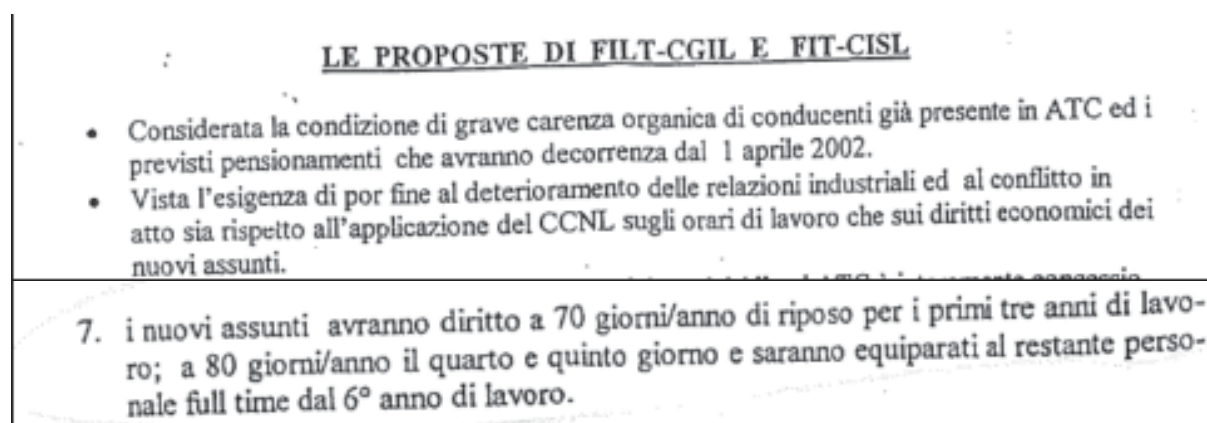 LE PROPOSTE DI FILT-CGIL E FIT-CISL
• Considerata la condizione di grave carenza organica di conducenti già presente in ATC ed i
previsti pensionamenti che avranno decorrenza dal 1 aprile 2002.
• Vista l'esigenza di por fine al deterioramento delle relazioni industriali ed al conflitto in
atto sia rispetto all'applicazione del CCNL sugli orari di lavoro che sui diritti economici dei
nuovi assunti.
7. i nuovi assunti avranno diritto a 70 giorni/anno di riposo per i primi tre anni di lavo-
ro; a 80 giorni/anno il quarto e quinto giorno e saranno equiparati al restante perso-
nale full time dal 6° anno di lavoro.